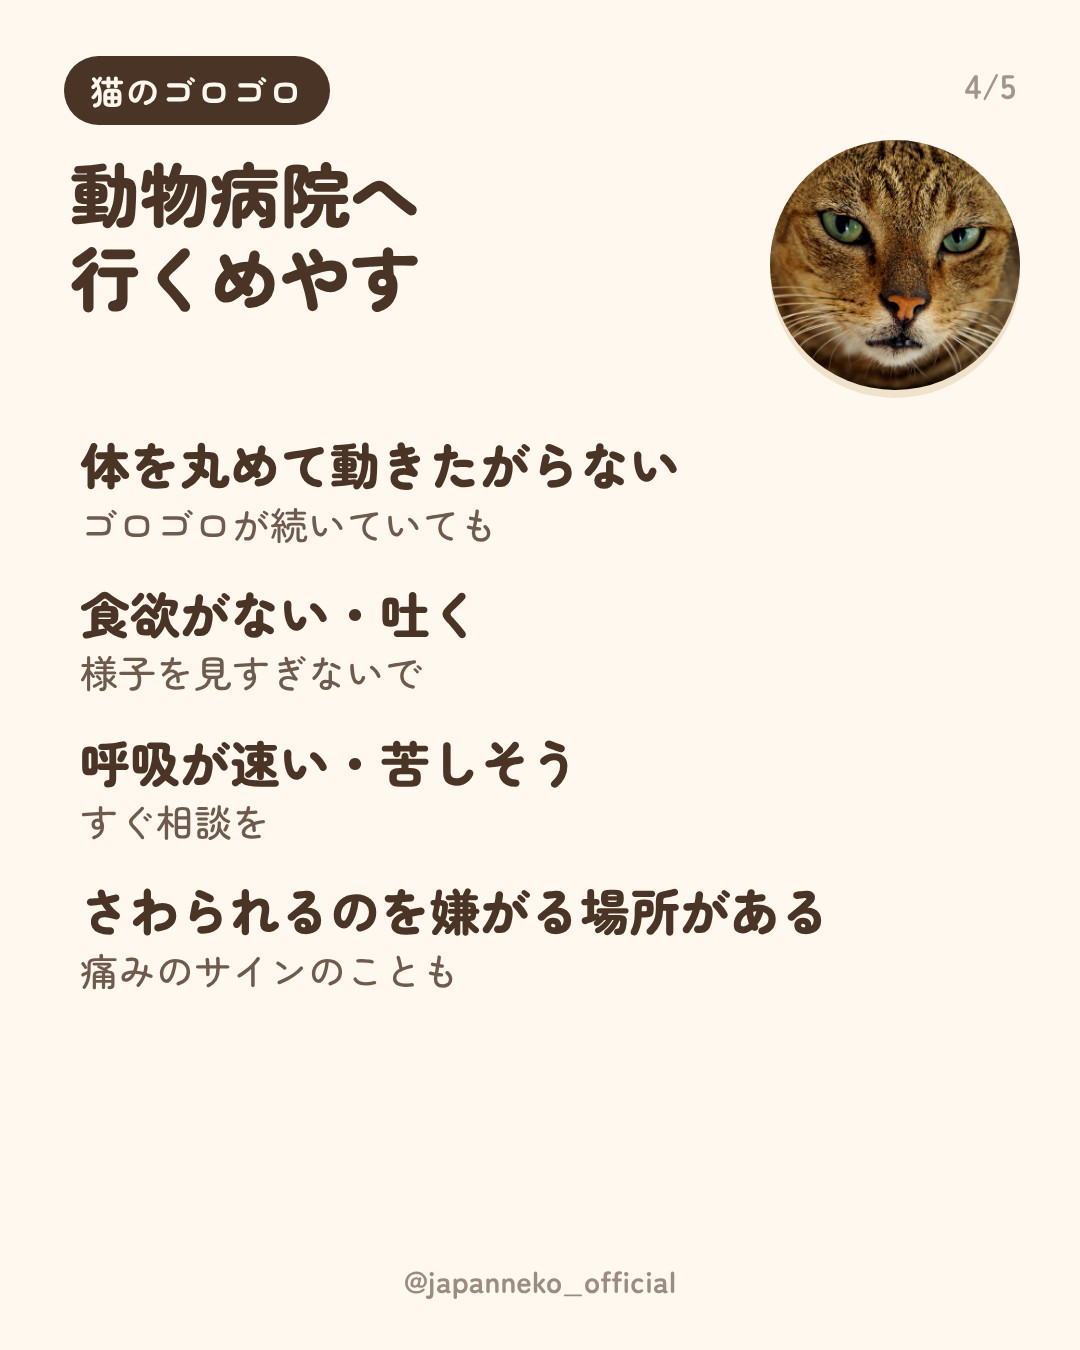 猫のゴロゴロ
4/5
動物病院へ
行くめやす
体を丸めて動きたがらない
ゴロゴロが続いていても
食欲がない・吐く
様子を見すぎないで
呼吸が速い・苦しそう
すぐ相談を
さわられるのを嫌がる場所がある
痛みのサインのことも
@japanneko_official